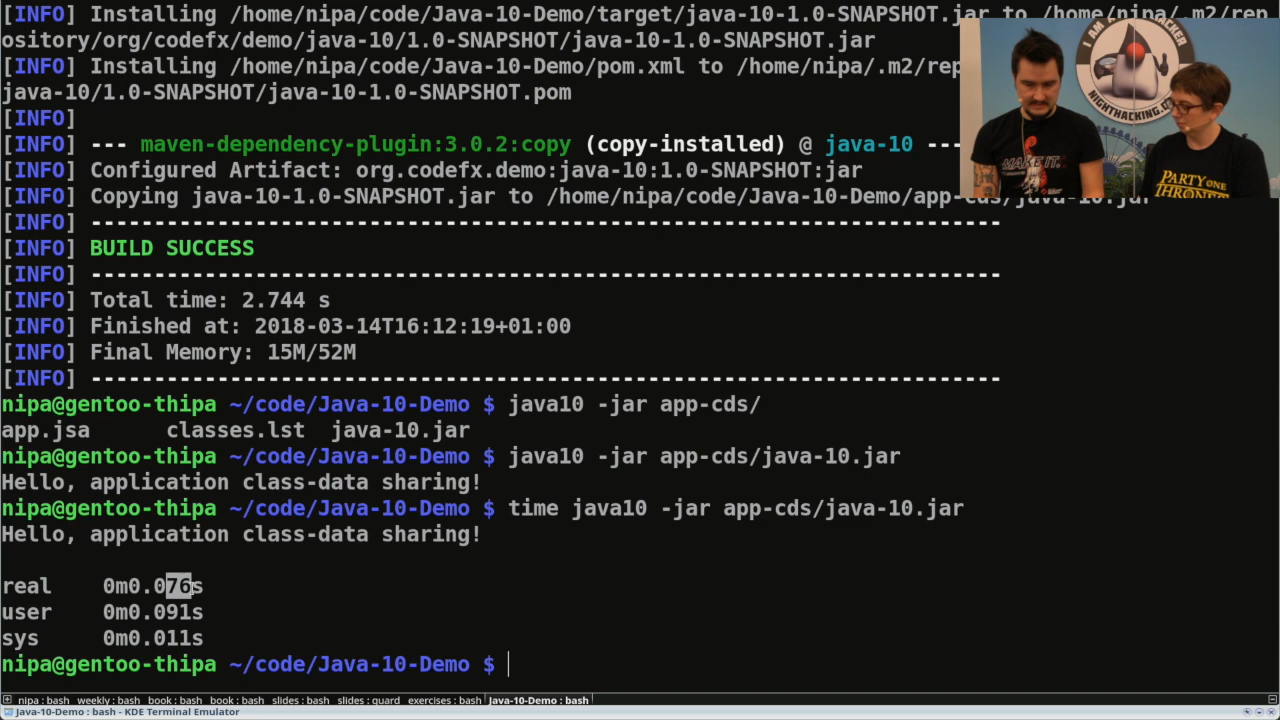 [INFO] Installing /home/nipa/code/Java-10-Demo/target/java-10-1.0-SNAPSHOT.jar to /home/nipa/.m2/rep
ository/org/codefx/demo/java-10/1.0-SNAPSHOT/java-10-1.0-SNAPSHOT.jar
[INFO] Installing /home/nipa/code/Java-10-Demo/pom.xml to /home/nipa/.m2/rep
java-10/1.0-SNAPSHOT/java-10-1.0-SNAPSHOT.pom
[INFO]
[INFO] --- maven-dependency-plugin:3.0.2:copy (copy-installed) @ java-10 ---
[INFO] Configured Artifact: org.codefx.demo:java-10:1.0-SNAPSHOT:jar
[INFO] Copying java-10-1.0-SNAPSHOT.jar to /home/nipa/code/Java-10-Demo/app-cds/java-10.jar
[INFO] ------------------------------------------------------------------------
[INFO] BUILD SUCCESS
[INFO] ------------------------------------------------------------------------
[INFO] Total time: 2.744 s
[INFO] Finished at: 2018-03-14T16:12:19+01:00
[INFO] Final Memory: 15M/52M
[INFO] ------------------------------------------------------------------------
nipa@gentoo-thipa ~/code/Java-10-Demo $ java10 -jar app-cds/
app.jsa classes.lst java-10.jar
nipa@gentoo-thipa ~/code/Java-10-Demo $ java10 -jar app-cds/java-10.jar
Hello, application class-data sharing!
nipa@gentoo-thipa ~/code/Java-10-Demo $ time java10 -jar app-cds/java-10.jar
Hello, application class-data sharing!
real 0m0.076s
user 0m0.091s
sys 0m0.011s
nipa@gentoo-thipa ~/code/Java-10-Demo $
nipa : bash weekly : bash book : bash book : bash slides : bash slides : guard exercises : bash Java-10-Demo : bash
Java-10-Demo : bash - KDE Terminal Emulator
I AM
HACKER
NIGHTHACKING.
MAKE IT.
PARTY ON
THRONES